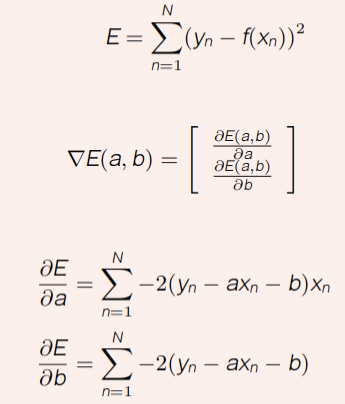 E = ∑_{n=1}^{N} (y_n − f(x_n))²
∇E(a, b) = [ ∂E(a,b)/∂a
∂E(a,b)/∂b ]
∂E/∂a = ∑_{n=1}^{N} −2(y_n − ax_n − b)x_n
∂E/∂b = ∑_{n=1}^{N} −2(y_n − ax_n − b)